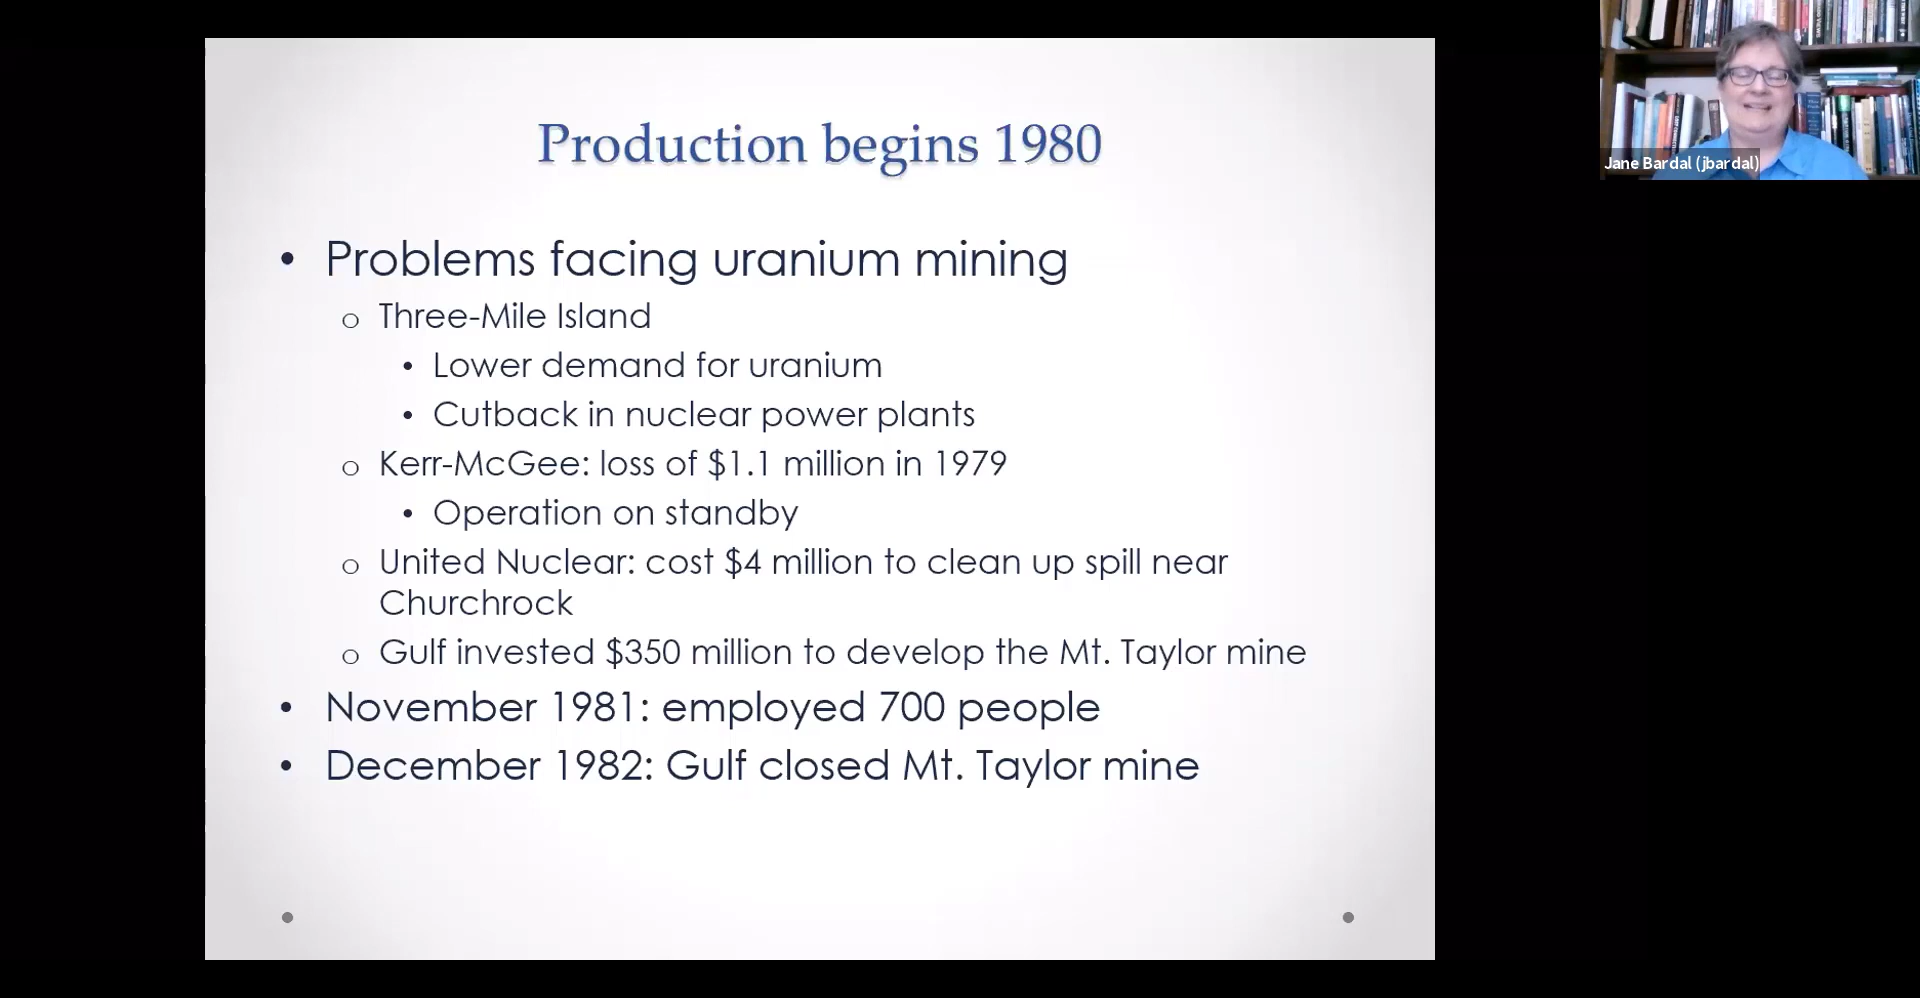 Production begins 1980
• Problems facing uranium mining
o Three-Mile Island
• Lower demand for uranium
• Cutback in nuclear power plants
o Kerr-McGee: loss of $1.1 million in 1979
• Operation on standby
o United Nuclear: cost $4 million to clean up spill near
Churchrock
o Gulf invested $350 million to develop the Mt. Taylor mine
• November 1981: employed 700 people
• December 1982: Gulf closed Mt. Taylor mine
Jane Bardal (jbardal)